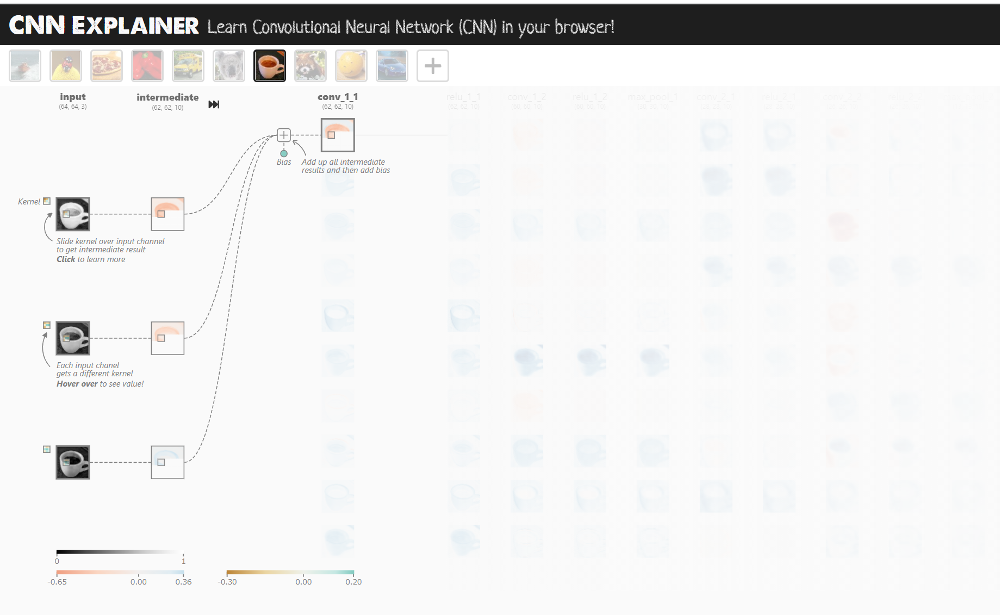 CNN EXPLAINER Learn Convolutional Neural Network (CNN) in your browser!
input intermediate conv_1_1 relu_1_1 conv_1_2 relu_1_2 max_pool_1 conv_2_1 relu_2_1 conv_2_2
(64, 64, 3) (62, 62, 10) (62, 62, 10) (62, 62, 10) (60, 60, 10) (60, 60, 10) (30, 30, 10) (28, 28, 10) (28, 28, 10)
Bias
Add up all intermediate
results and then add bias
Kernel
Slide kernel over input channel
to get intermediate result
Click to learn more
Each input chanel
gets a different kernel
Hover over to see value!
0 1
-0.65 0.00 0.36 -0.30 0.00 0.20